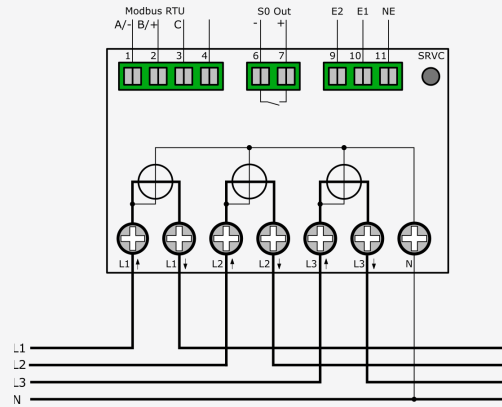 Modbus RTU S0 Out E2 E1 NE
A/- B/+ C - +
1 2 3 4 6 7 9 10 11 SRVC
L1 L1 L2 L2 L3 L3 N
L1
L2
L3
N